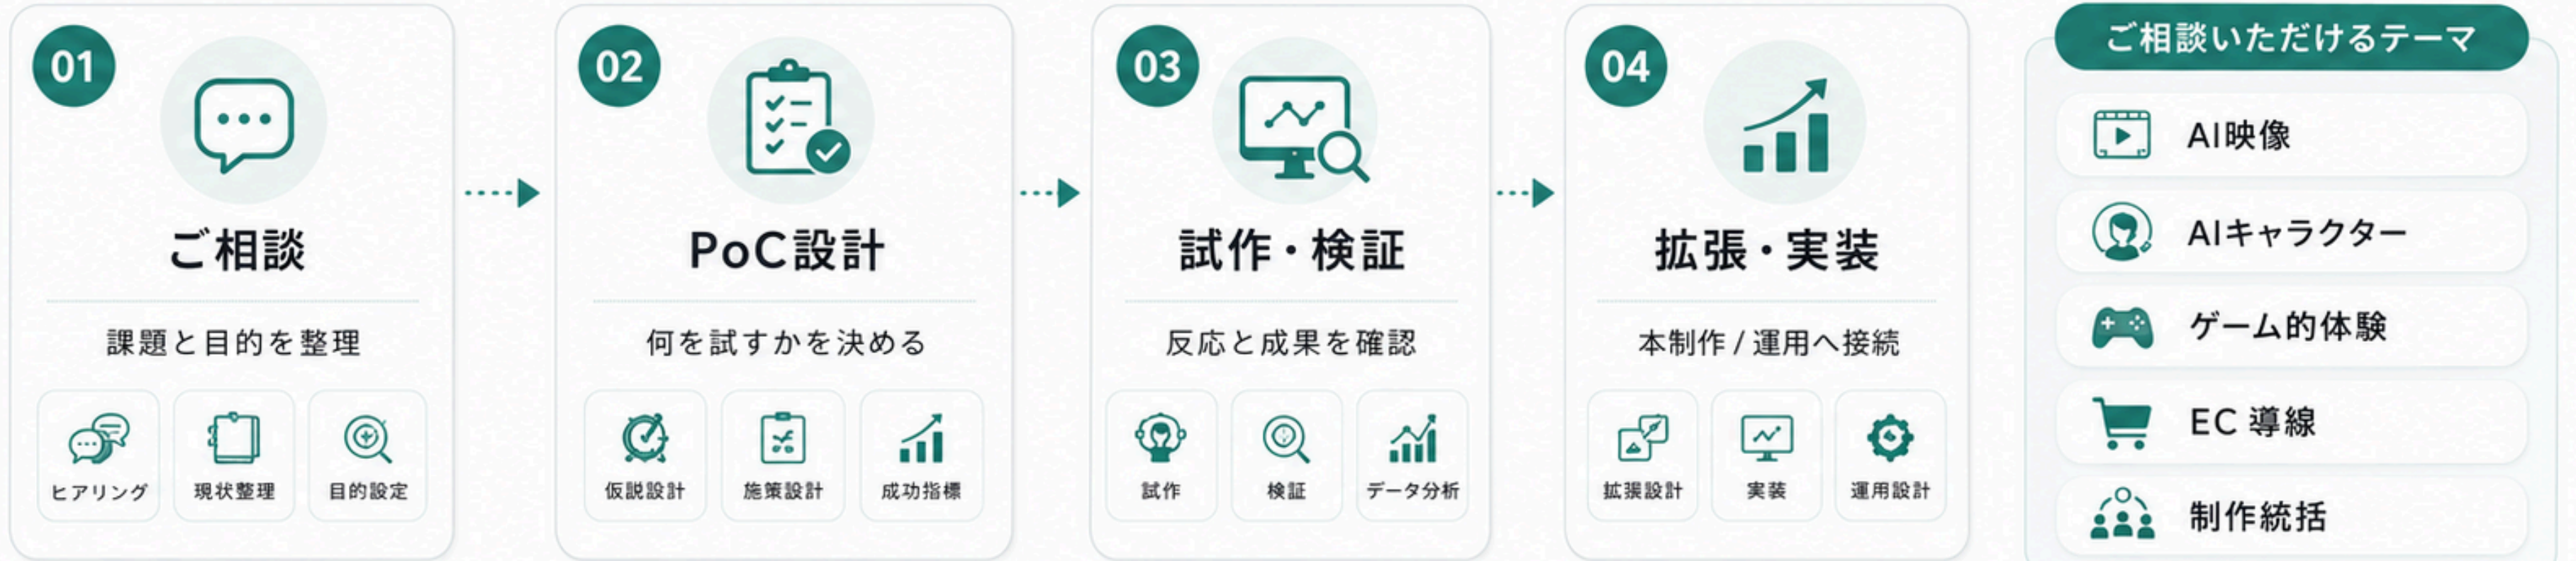 01
ご相談
課題と目的を整理
ヒアリング
現状整理
目的設定
02
PoC設計
何を試すかを決める
仮説設計
施策設計
成功指標
03
試作・検証
反応と成果を確認
試作
検証
データ分析
04
拡張・実装
本制作 / 運用へ接続
拡張設計
実装
運用設計
ご相談いただけるテーマ
AI映像
AIキャラクター
ゲーム的体験
EC 導線
制作統括